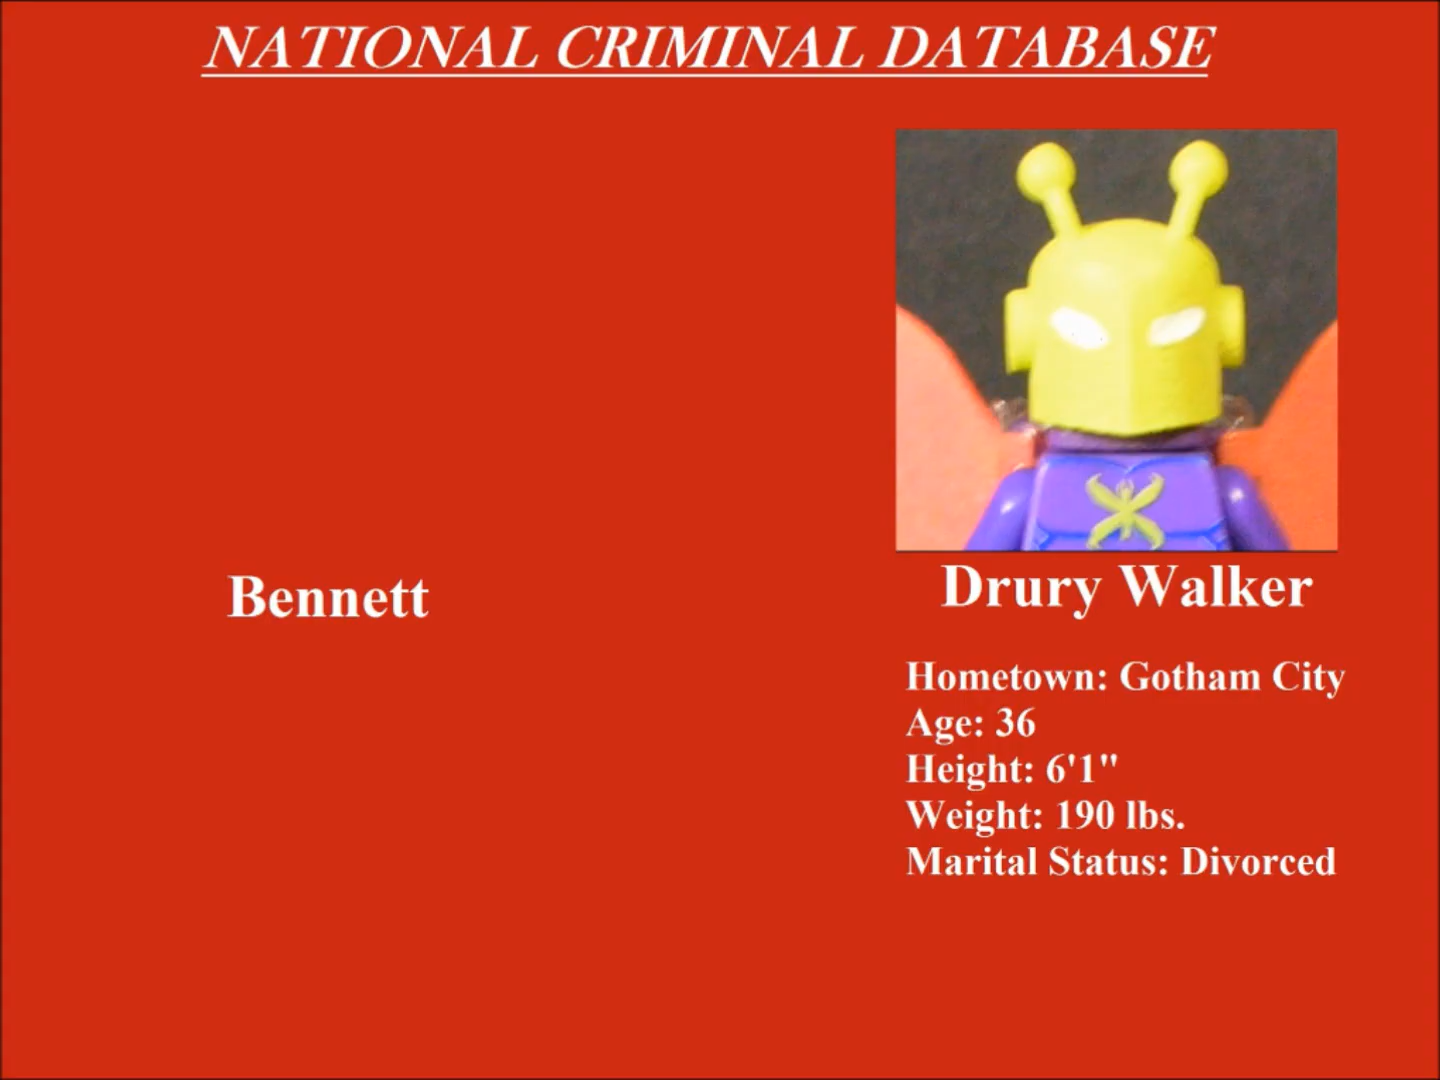 NATIONAL CRIMINAL DATABASE
Bennett
Drury Walker
Hometown: Gotham City
Age: 36
Height: 6'1"
Weight: 190 lbs.
Marital Status: Divorced